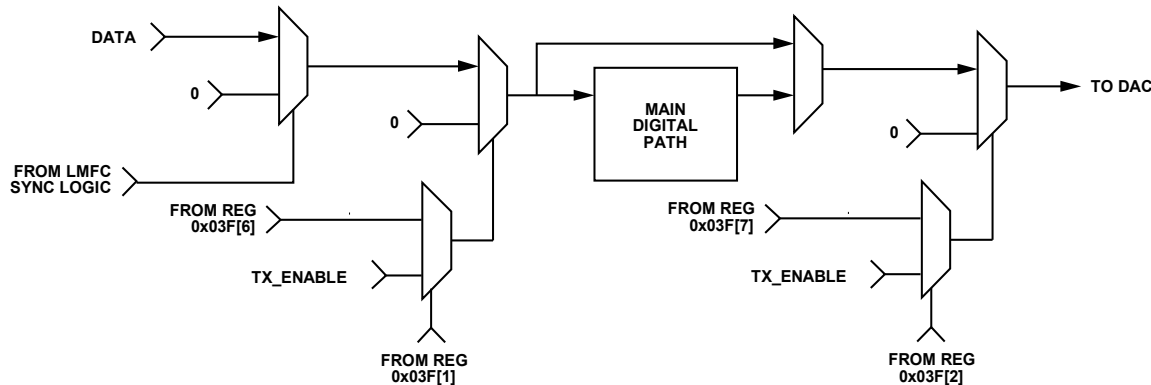 DATA
0
FROM LMFC
SYNC LOGIC
0
FROM REG
0x03F[6]
TX_ENABLE
FROM REG
0x03F[1]
MAIN
DIGITAL
PATH
TO DAC
0
FROM REG
0x03F[7]
TX_ENABLE
FROM REG
0x03F[2]